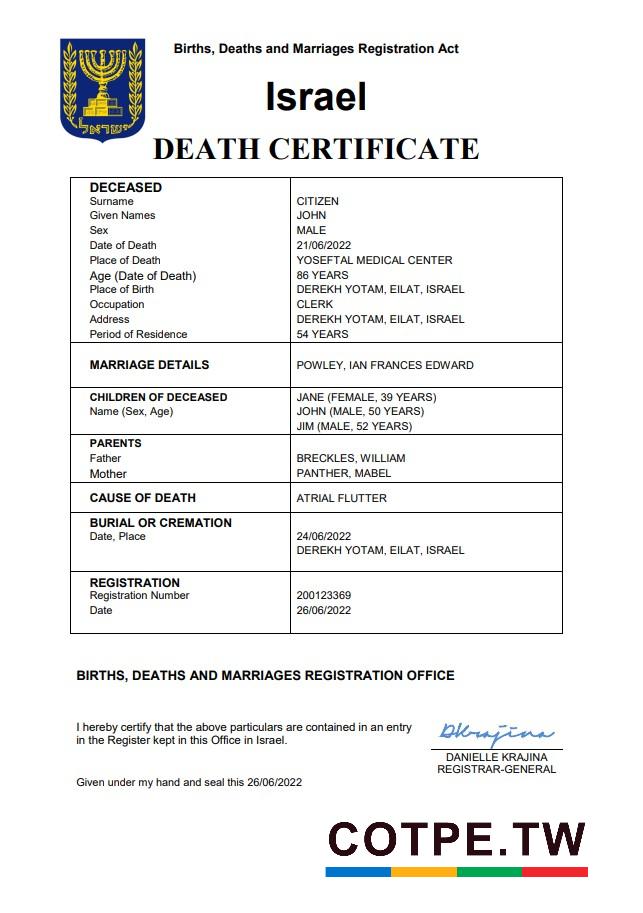 Births, Deaths and Marriages Registration Act
Israel
DEATH CERTIFICATE
ישראל
DECEASED
Surname CITIZEN
Given Names JOHN
Sex MALE
Date of Death 21/06/2022
Place of Death YOSEFTAL MEDICAL CENTER
Age (Date of Death) 86 YEARS
Place of Birth DEREKH YOTAM, EILAT, ISRAEL
Occupation CLERK
Address DEREKH YOTAM, EILAT, ISRAEL
Period of Residence 54 YEARS
MARRIAGE DETAILS POWLEY, IAN FRANCES EDWARD
CHILDREN OF DECEASED JANE (FEMALE, 39 YEARS)
Name (Sex, Age) JOHN (MALE, 50 YEARS)
JIM (MALE, 52 YEARS)
PARENTS
Father BRECKLES, WILLIAM
Mother PANTHER, MABEL
CAUSE OF DEATH ATRIAL FLUTTER
BURIAL OR CREMATION
Date, Place 24/06/2022
DEREKH YOTAM, EILAT, ISRAEL
REGISTRATION
Registration Number 200123369
Date 26/06/2022
BIRTHS, DEATHS AND MARRIAGES REGISTRATION OFFICE
I hereby certify that the above particulars are contained in an entry
in the Register kept in this Office in Israel.
DKrajina
DANIELLE KRAJINA
REGISTRAR-GENERAL
Given under my hand and seal this 26/06/2022
COTPE.TW